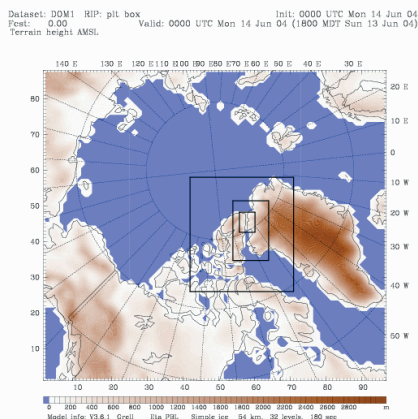 Dataset: DOM1 RIP: plt box Init: 0000 UTC Mon 14 Jun 04
Fcst: 0.00 Valid: 0000 UTC Mon 14 Jun 04 (1800 MDT Sun 13 Jun 04)
Terrain height AMSL
140 E 120 E 110 E 100 E 80 E 70 E 60 E 50 E 40 E 30 E
80 20 E
70 10 E
60 0
50 10 W
40 20 W
30 30 W
20 40 W
10 50 W
10 20 30 40 50 60 70 80 90
0 200 400 600 800 1000 1200 1400 1600 1800 2000 2200 2400 2600 2800 m
Model info: V3.6.1 Grell Eta PBL Simple ice 54 km, 32 levels, 160 sec